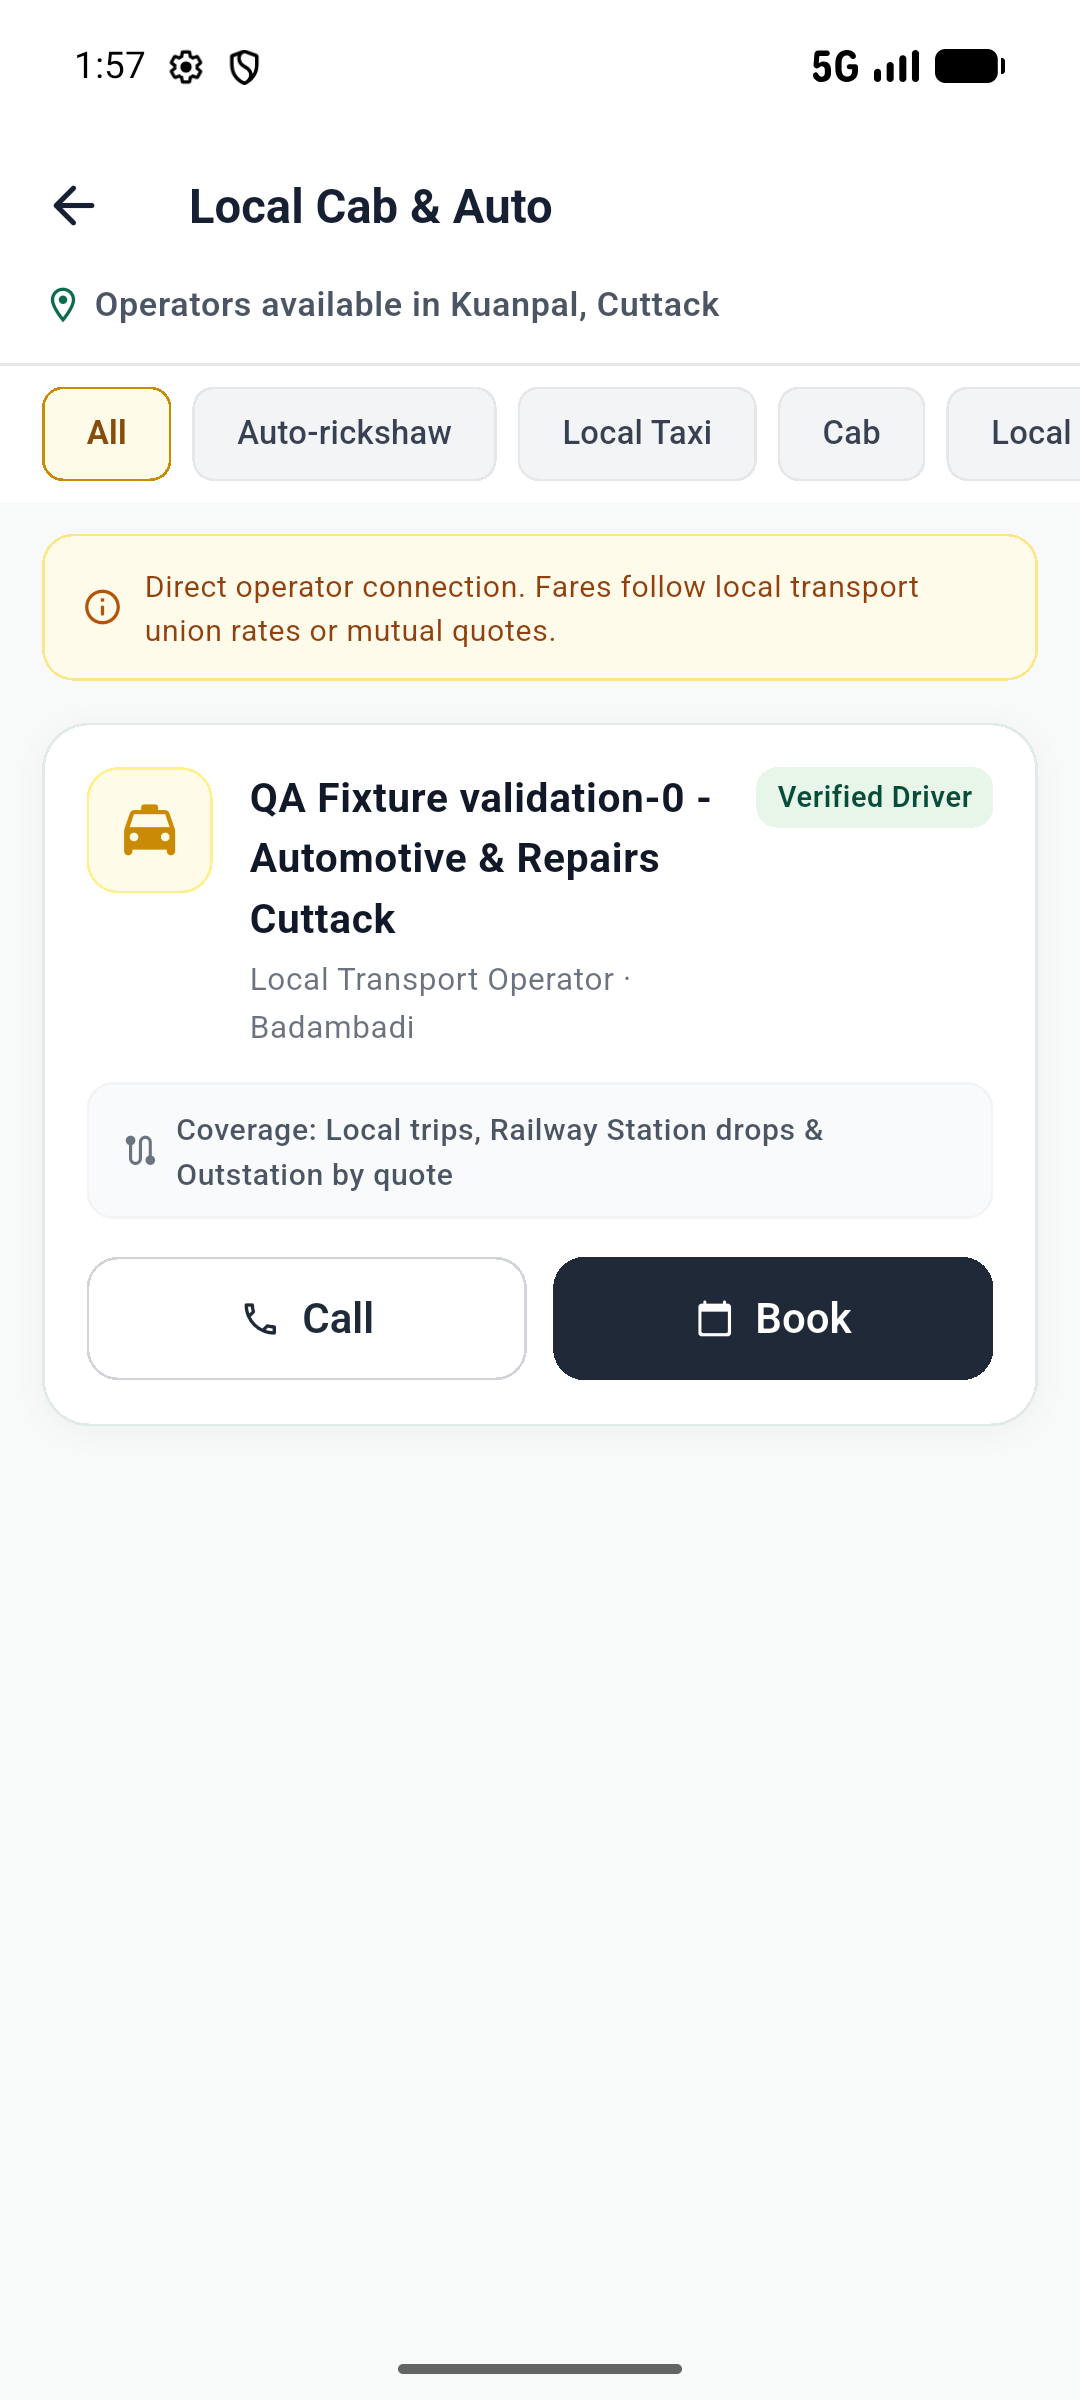 1:57
5G
Local Cab & Auto
Operators available in Kuanpal, Cuttack
All
Auto-rickshaw
Local Taxi
Cab
Local
Direct operator connection. Fares follow local transport
union rates or mutual quotes.
QA Fixture validation-0 -
Automotive & Repairs
Cuttack
Verified Driver
Local Transport Operator ·
Badambadi
Coverage: Local trips, Railway Station drops &
Outstation by quote
Call
Book